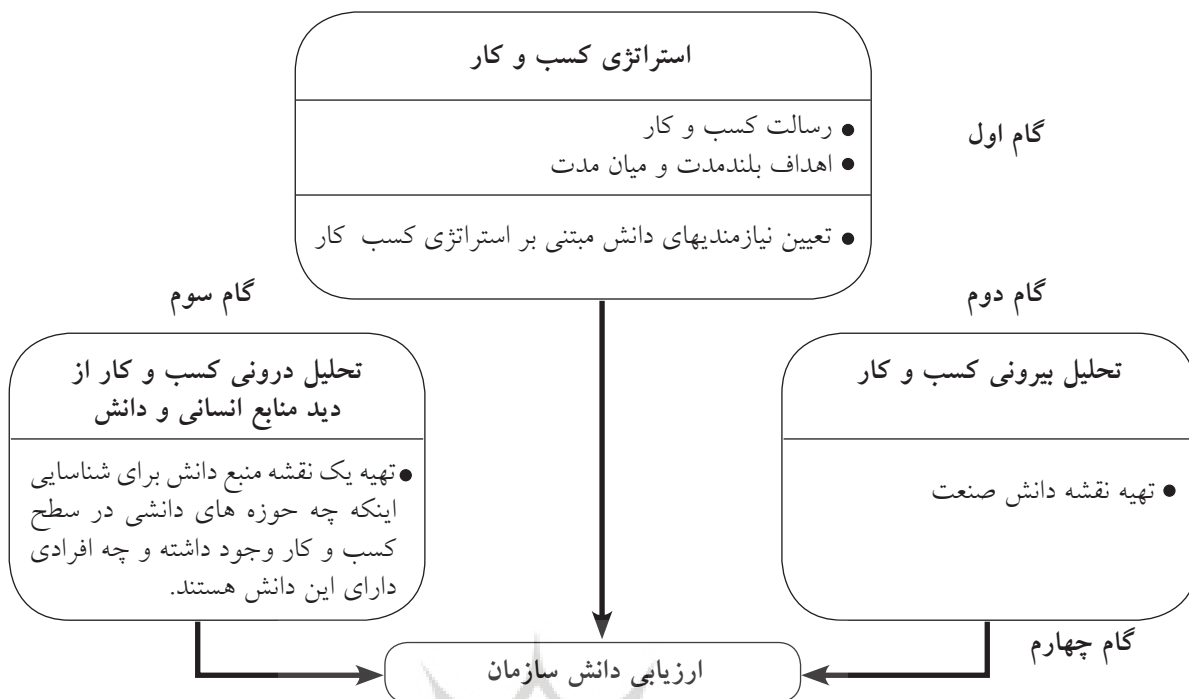 استراتژی کسب و کار
گام اول
● رسالت کسب و کار
● اهداف بلندمدت و میان مدت
● تعیین نیازمندیهای دانش مبتنی بر استراتژی کسب کار
گام دوم
تحلیل بیرونی کسب و کار
● تهیه نقشه دانش صنعت
گام سوم
تحلیل درونی کسب و کار از
دید منابع انسانی و دانش
● تهیه یک نقشه منبع دانش برای شناسایی
اینکه چه حوزه های دانشی در سطح
کسب و کار وجود داشته و چه افرادی
دارای این دانش هستند.
گام چهارم
ارزیابی دانش سازمان